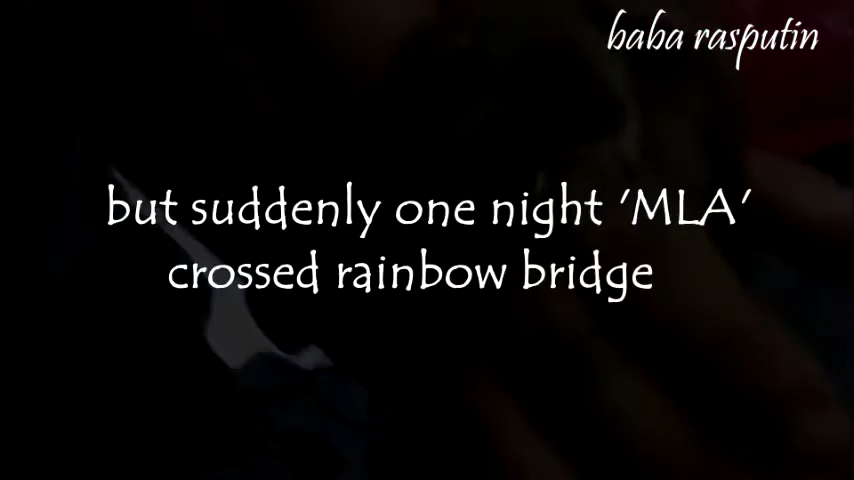 baba rasputin
but suddenly one night 'MLA'
crossed rainbow bridge